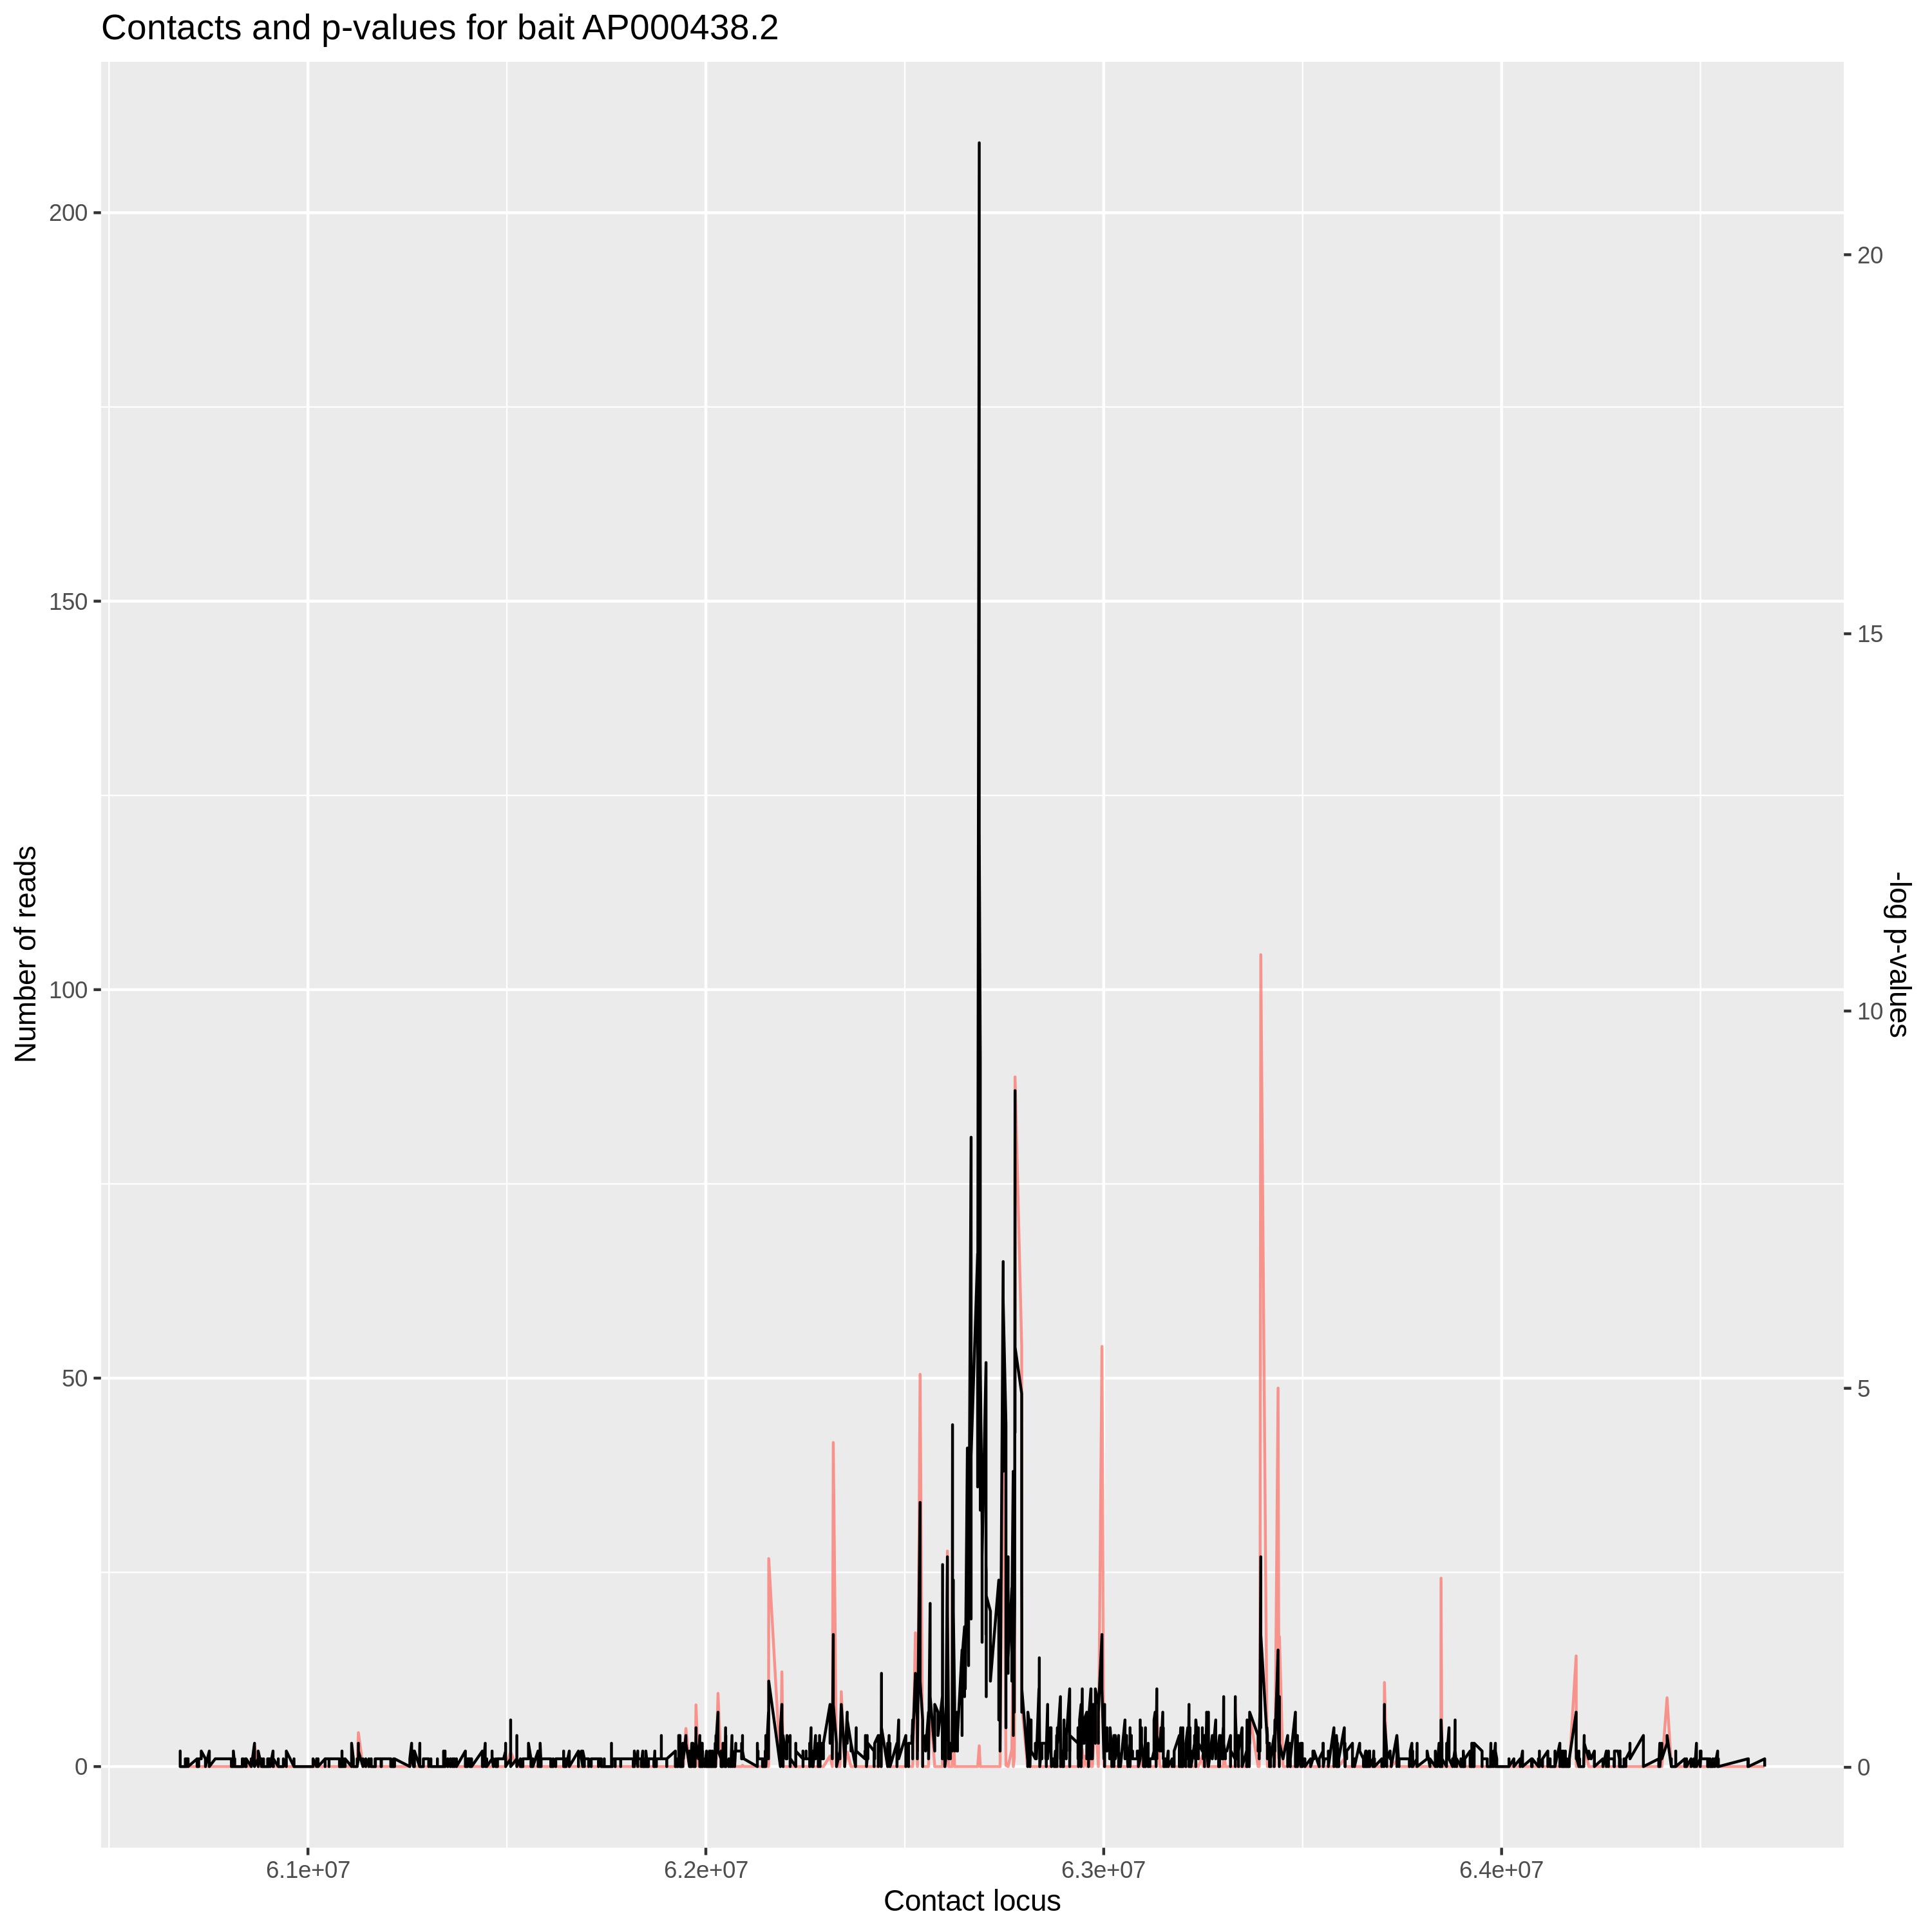 Contacts and p-values for bait AP000438.2
200
150
100
50
0
20
15
10
5
0
Number of reads
-log p-values
6.1e+07 6.2e+07 6.3e+07 6.4e+07
Contact locus